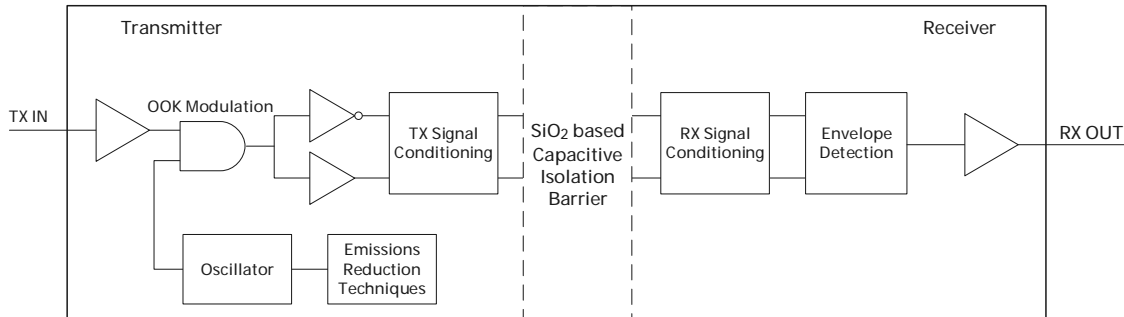 Transmitter
Receiver
OOK Modulation
TX IN
TX Signal
Conditioning
SiO₂ based
Capacitive
Isolation
Barrier
RX Signal
Conditioning
Envelope
Detection
RX OUT
Oscillator
Emissions
Reduction
Techniques